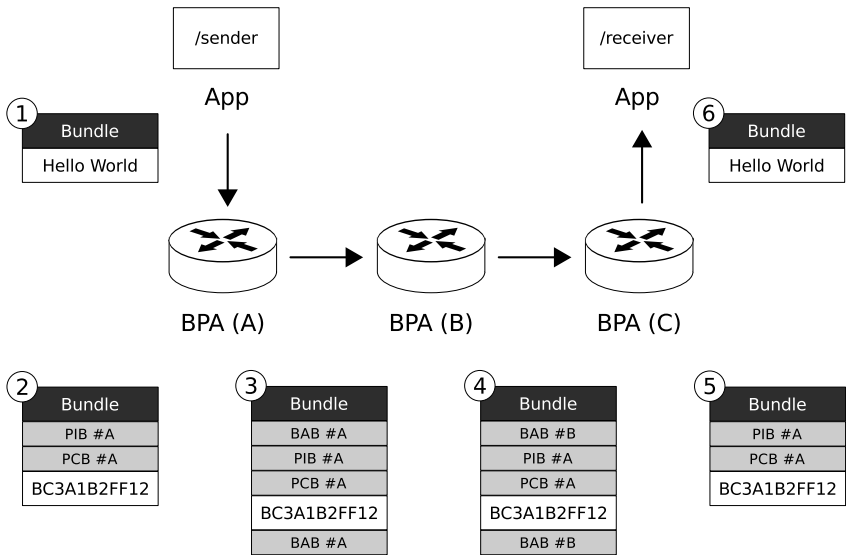 /sender
/receiver
App
App
1
Bundle
Hello World
6
Bundle
Hello World
BPA (A)
BPA (B)
BPA (C)
2
Bundle
PIB #A
PCB #A
BC3A1B2FF12
3
Bundle
BAB #A
PIB #A
PCB #A
BC3A1B2FF12
BAB #A
4
Bundle
BAB #B
PIB #A
PCB #A
BC3A1B2FF12
BAB #B
5
Bundle
PIB #A
PCB #A
BC3A1B2FF12